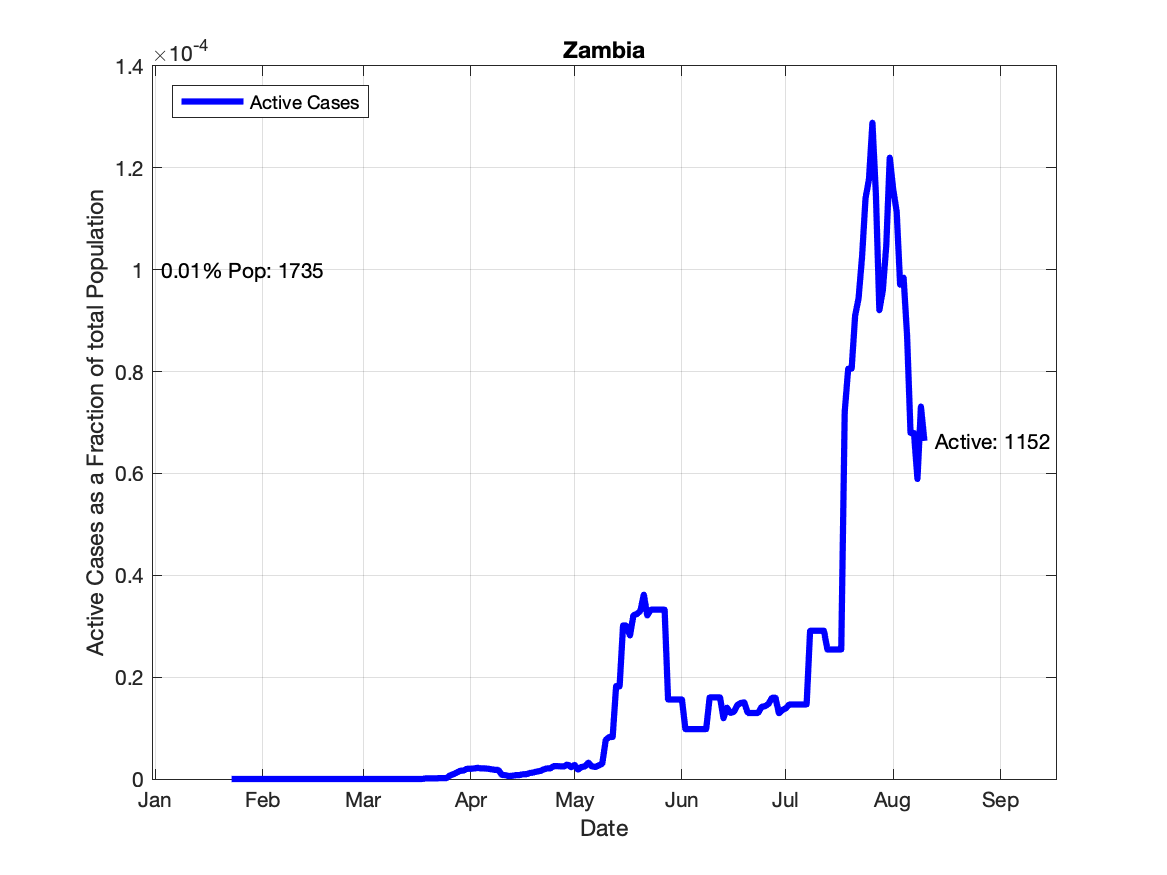 Zambia
×10-4
Active Cases
1.4
1.2
1
0.8
0.6
0.4
0.2
0
0.01% Pop: 1735
Active: 1152
Active Cases as a Fraction of total Population
Jan Feb Mar Apr May Jun Jul Aug Sep
Date